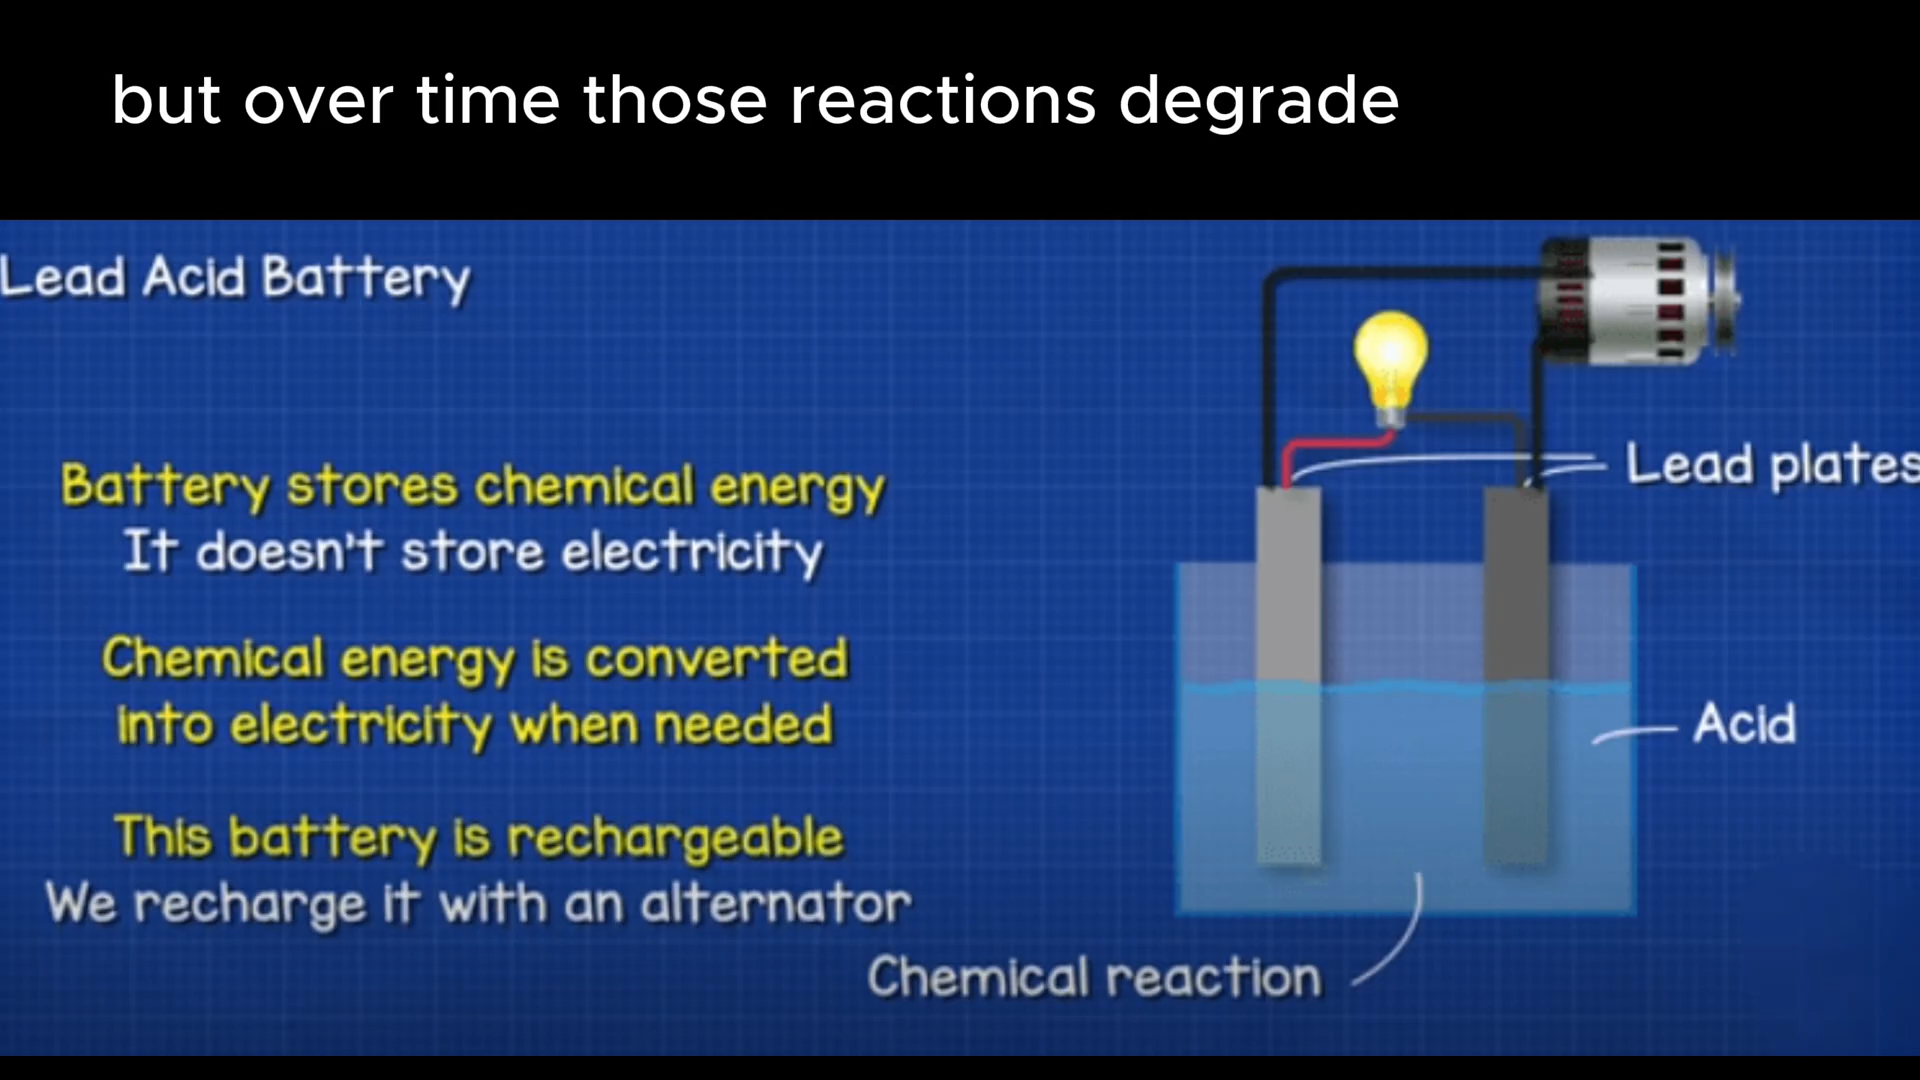 but over time those reactions degrade
Lead Acid Battery
Battery stores chemical energy
It doesn't store electricity
Chemical energy is converted
into electricity when needed
This battery is rechargeable
We recharge it with an alternator
Lead plates
Acid
Chemical reaction